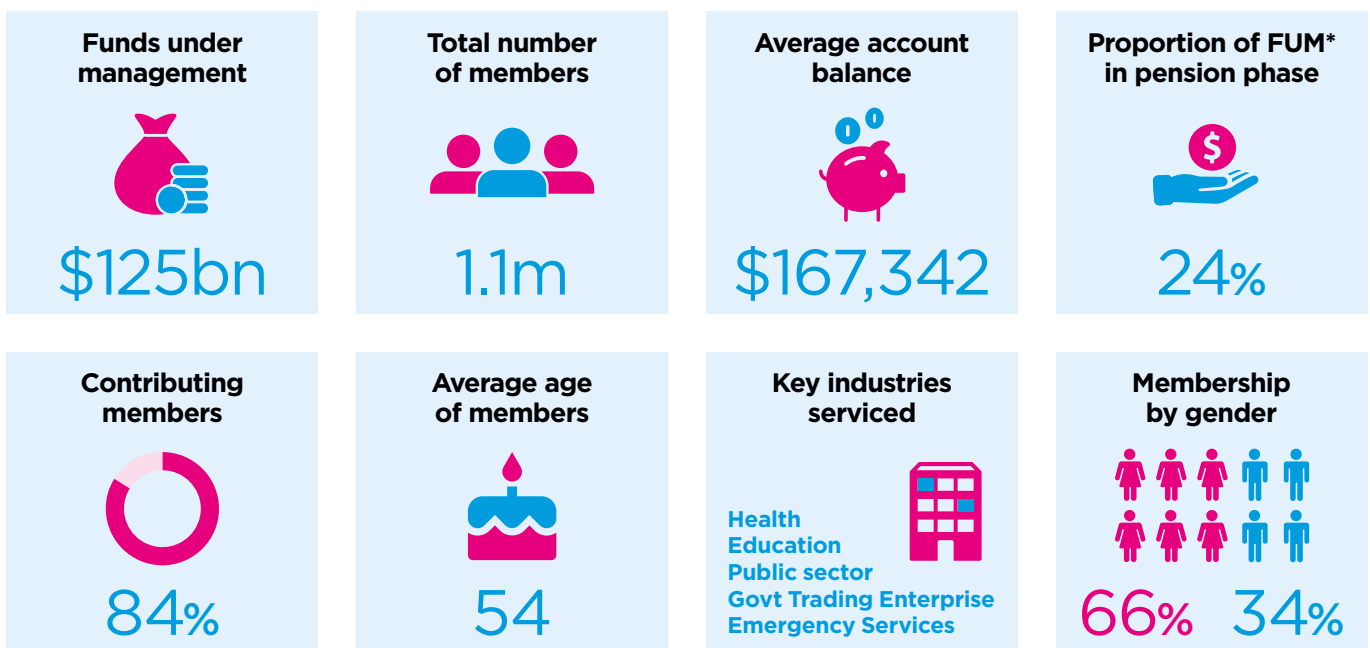 Funds under
management
$125bn
Total number
of members
1.1m
Average account
balance
$167,342
Proportion of FUM*
in pension phase
$
24%
Contributing
members
84%
Average age
of members
54
Key industries
serviced
Health
Education
Public sector
Govt Trading Enterprise
Emergency Services
Membership
by gender
66% 34%